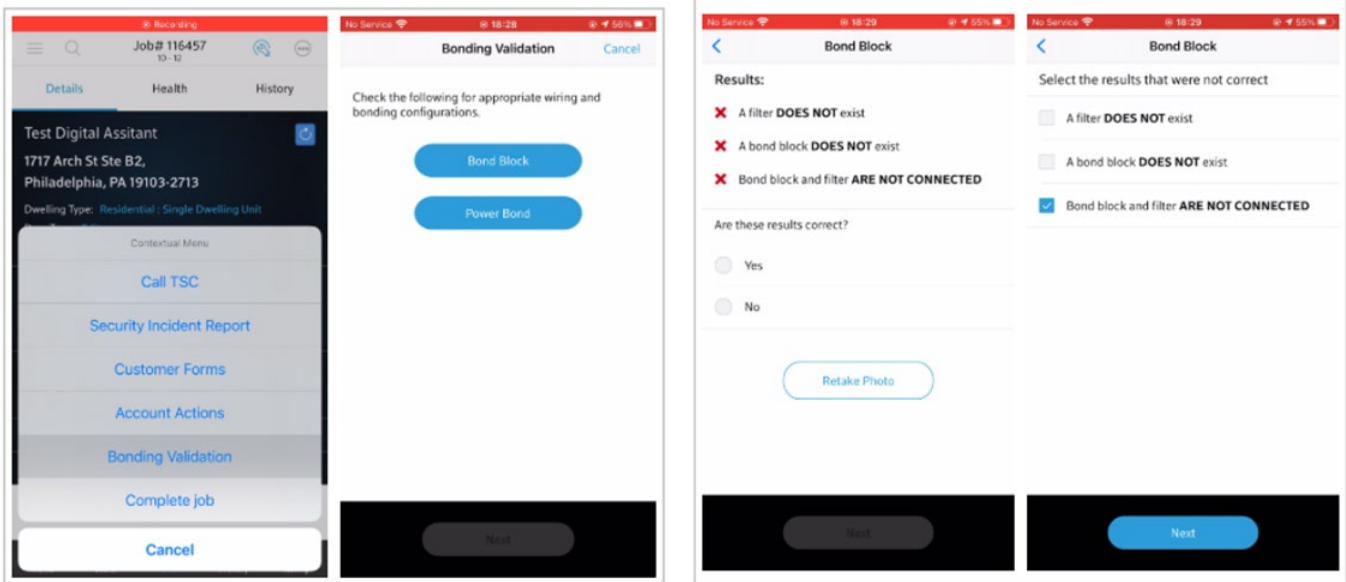 Recording
Job# 116457
10 - 12
Details Health History
Test Digital Assitant
1717 Arch St Ste B2,
Philadelphia, PA 19103-2713
Dwelling Type: Residential : Single Dwelling Unit
Contextual Menu
Call TSC
Security Incident Report
Customer Forms
Account Actions
Bonding Validation
Complete job
Cancel
No Service 18:28 56%
Bonding Validation Cancel
Check the following for appropriate wiring and
bonding configurations.
Bond Block
Power Bond
Next
No Service 18:29 55%
Bond Block
Results:
A filter DOES NOT exist
A bond block DOES NOT exist
Bond block and filter ARE NOT CONNECTED
Are these results correct?
Yes
No
Retake Photo
Next
No Service 18:29 55%
Bond Block
Select the results that were not correct
A filter DOES NOT exist
A bond block DOES NOT exist
Bond block and filter ARE NOT CONNECTED
Next